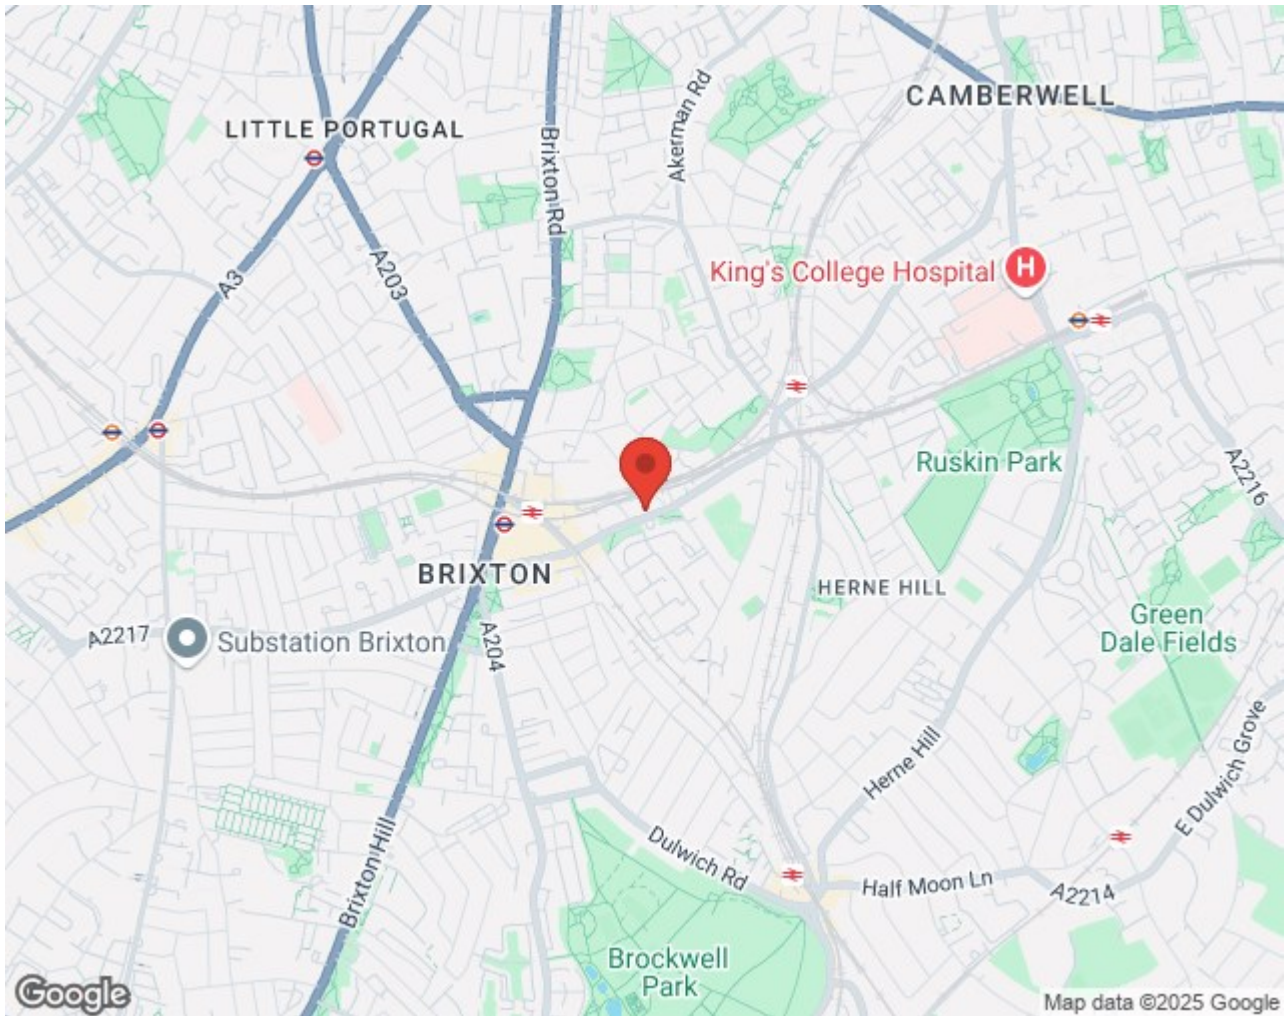 CAMBERWELL
LITTLE PORTUGAL
Akerman Rd
Brixton Rd
A203
A3
King's College Hospital
H
Ruskin Park
A2216
BRIXTON
HERNE HILL
Green
Dale Fields
A2217
Substation Brixton
A204
E Dulwich Grove
Herne Hill
Brixton Hill
Dulwich Rd
Half Moon Ln
A2214
Brockwell
Park
Google
Map data ©2025 Google